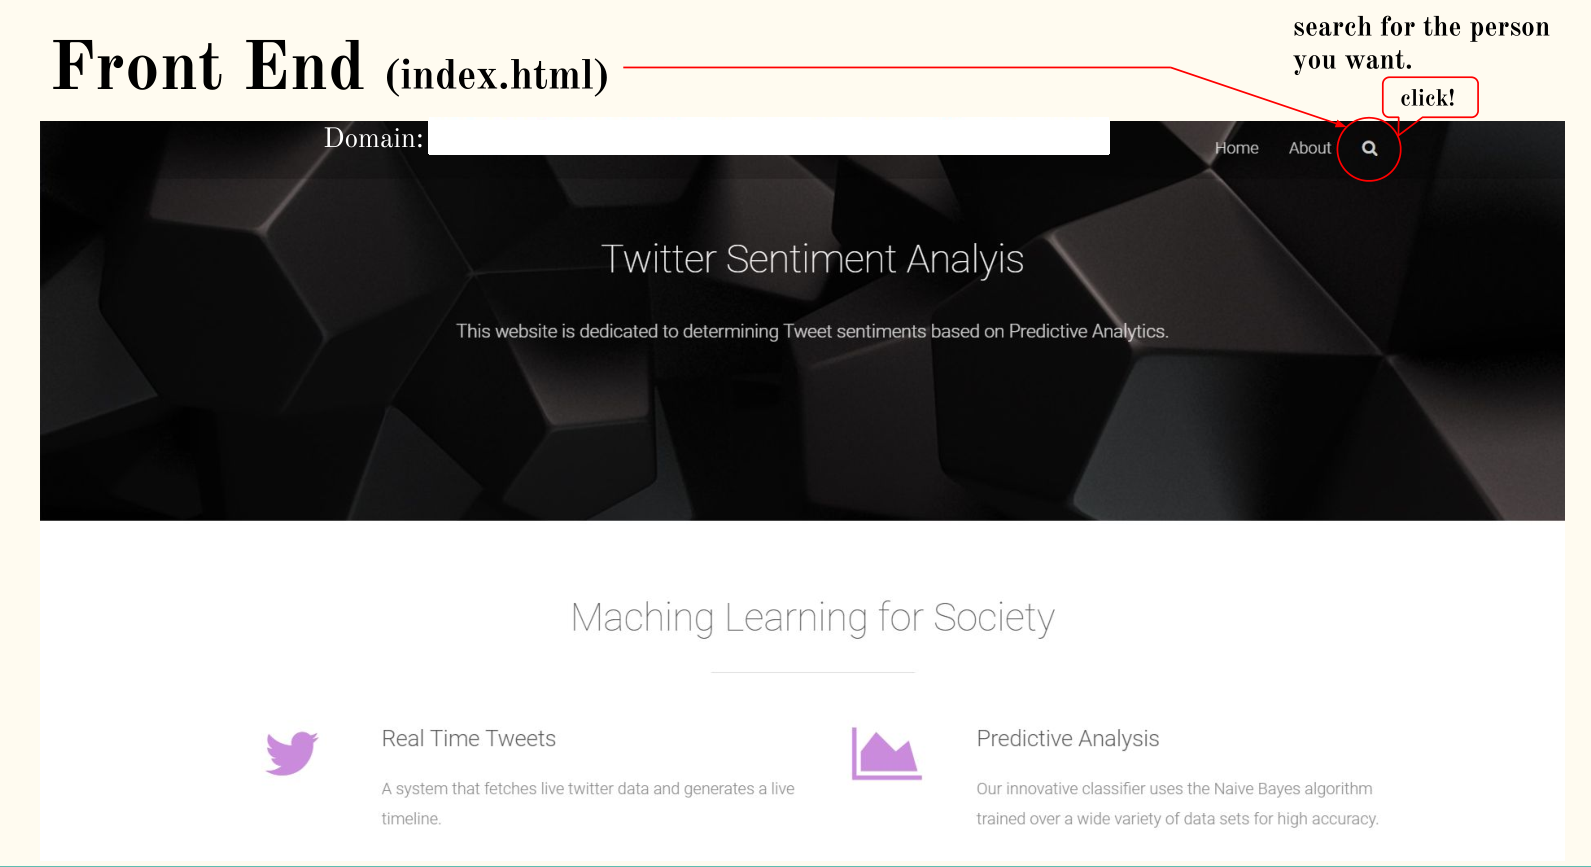 Front End (index.html)
search for the person
you want.
click!
Domain:
Home About
Twitter Sentiment Analyis
This website is dedicated to determining Tweet sentiments based on Predictive Analytics.
Maching Learning for Society
Real Time Tweets
A system that fetches live twitter data and generates a live
timeline.
Predictive Analysis
Our innovative classifier uses the Naive Bayes algorithm
trained over a wide variety of data sets for high accuracy.